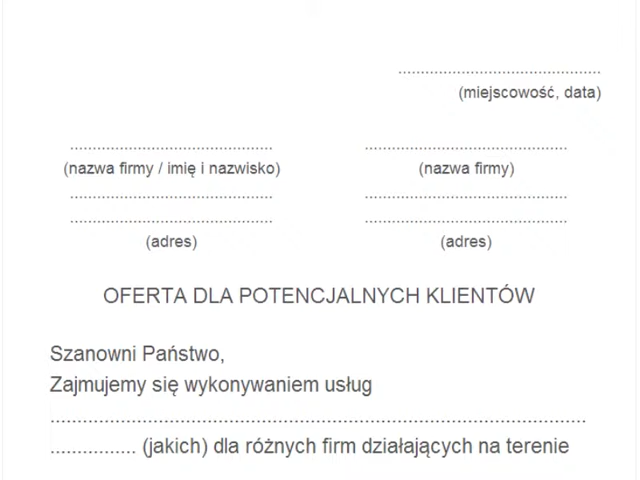 .............................................
(miejscowość, data)
............................................. .............................................
(nazwa firmy / imię i nazwisko) (nazwa firmy)
............................................. .............................................
............................................. .............................................
(adres) (adres)
OFERTA DLA POTENCJALNYCH KLIENTÓW
Szanowni Państwo,
Zajmujemy się wykonywaniem usług
....................................................................................................
................ (jakich) dla różnych firm działających na terenie